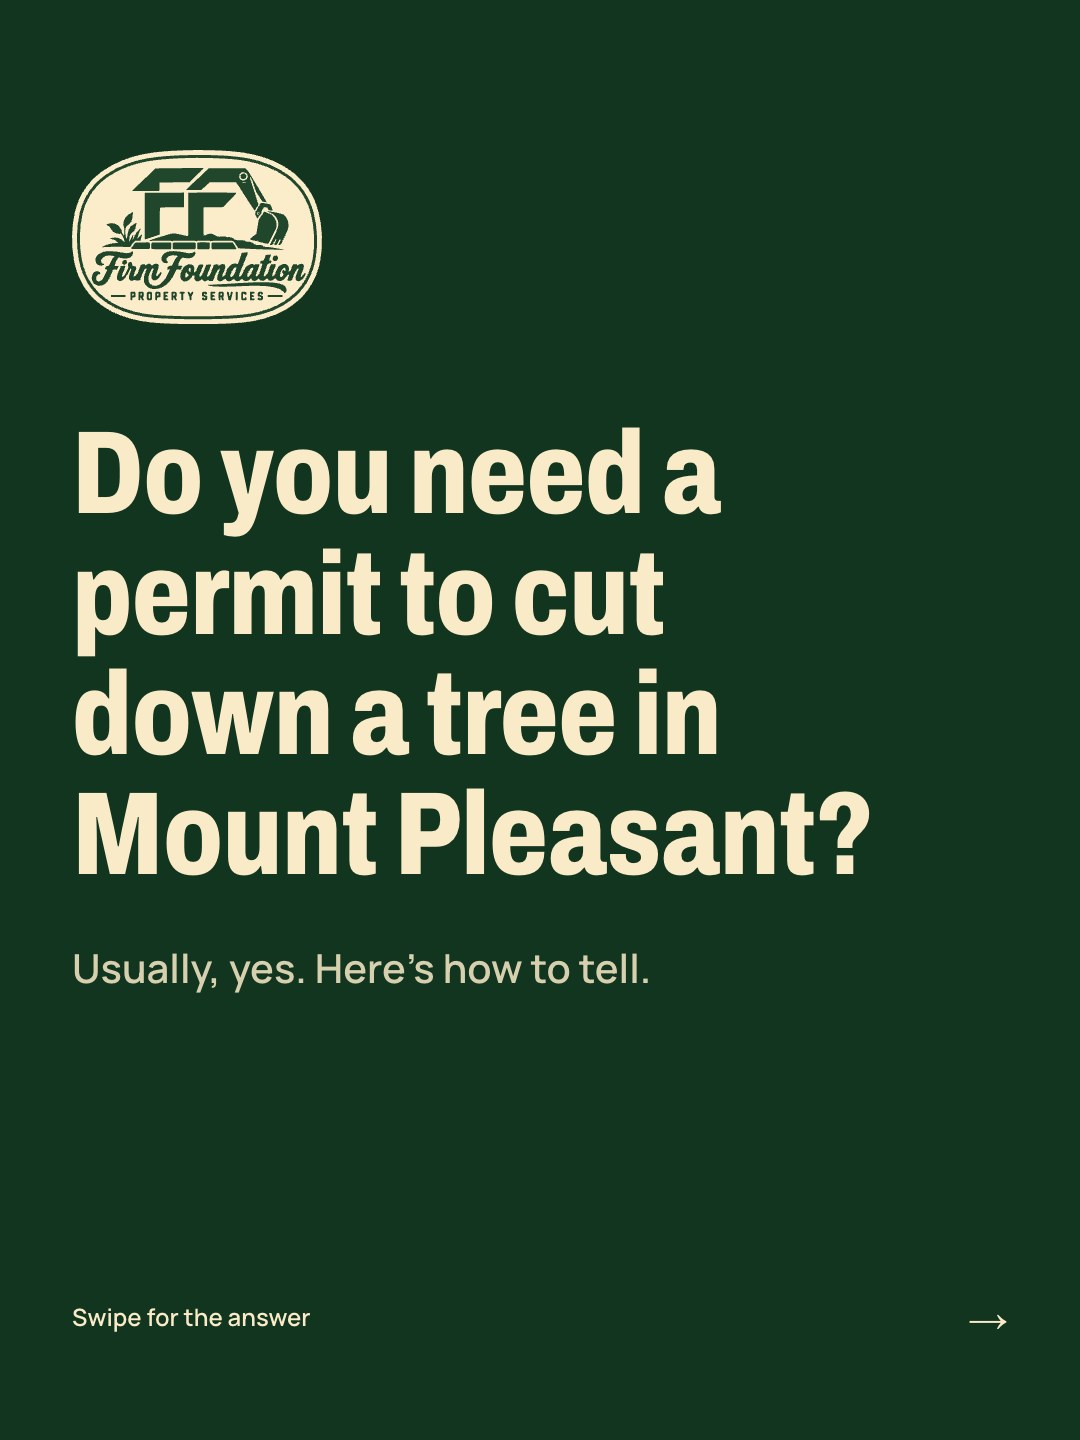 FF
Firm Foundation
PROPERTY SERVICES
Do you need a
permit to cut
down a tree in
Mount Pleasant?
Usually, yes. Here’s how to tell.
Swipe for the answer →